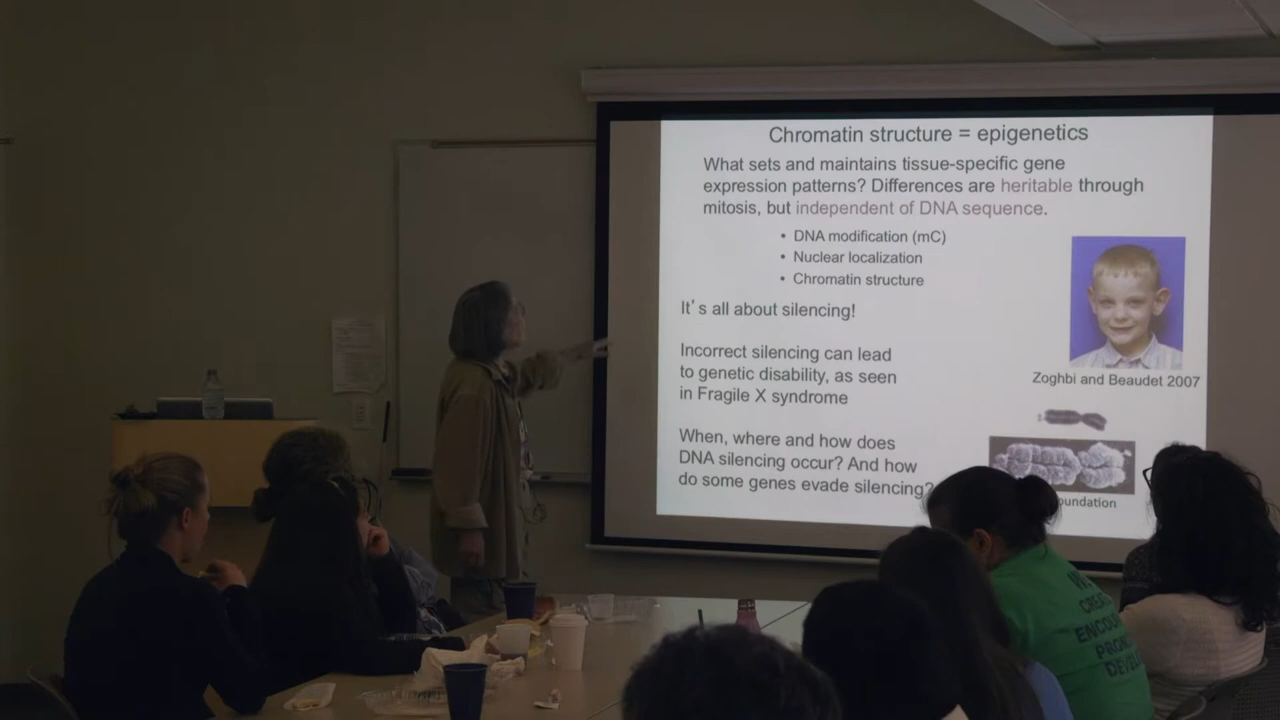 Chromatin structure = epigenetics
What sets and maintains tissue-specific gene
expression patterns? Differences are heritable through
mitosis, but independent of DNA sequence.
• DNA modification (mC)
• Nuclear localization
• Chromatin structure
It's all about silencing!
Incorrect silencing can lead
to genetic disability, as seen
in Fragile X syndrome
Zoghbi and Beaudet 2007
When, where and how does
DNA silencing occur? And how
do some genes evade silencing?
oundation
ENCOU
DEVE